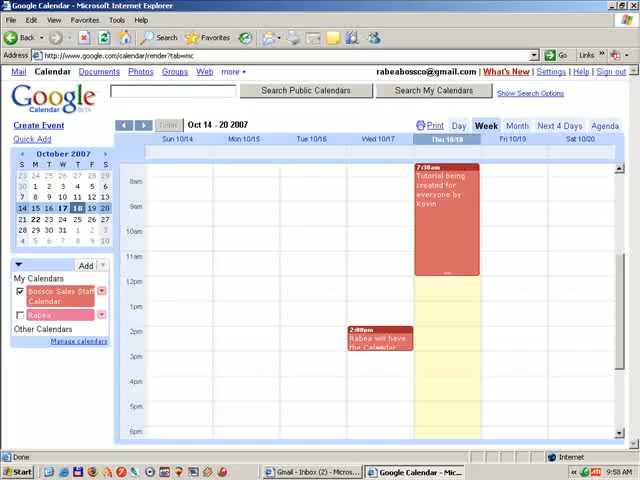 Google Calendar - Microsoft Internet Explorer
File Edit View Favorites Tools Help
Back Search Favorites
Address http://www.google.com/calendar/render?tab=mc Go Links »
Mail Calendar Documents Photos Groups Web more ▾ rabeabossco@gmail.com | What's New | Settings | Help | Sign out
Google
Calendar BETA
Search Public Calendars Search My Calendars Show Search Options
Create Event
Quick Add
Today Oct 14 - 20 2007 Print Day Week Month Next 4 Days Agenda
Sun 10/14 Mon 10/15 Tue 10/16 Wed 10/17 Thu 10/18 Fri 10/19 Sat 10/20
« October 2007 »
S M T W T F S
23 24 25 26 27 28 29
30 1 2 3 4 5 6
7 8 9 10 11 12 13
14 15 16 17 18 19 20
21 22 23 24 25 26 27
28 29 30 31 1 2 3
4 5 6 7 8 9 10
Add
My Calendars
Bossco Sales Staff
Calendar
Rabea
Other Calendars
Manage calendars
8am
9am
10am
11am
12pm
1pm
2pm
3pm
4pm
5pm
6pm
7:30am
Tutorial being
created for
everyone by
Kevin
2:00pm
Rabea will have
the Calendar
Done Internet
Start Gmail - Inbox (2) - Micros... Google Calendar - Mic... 9:58 AM